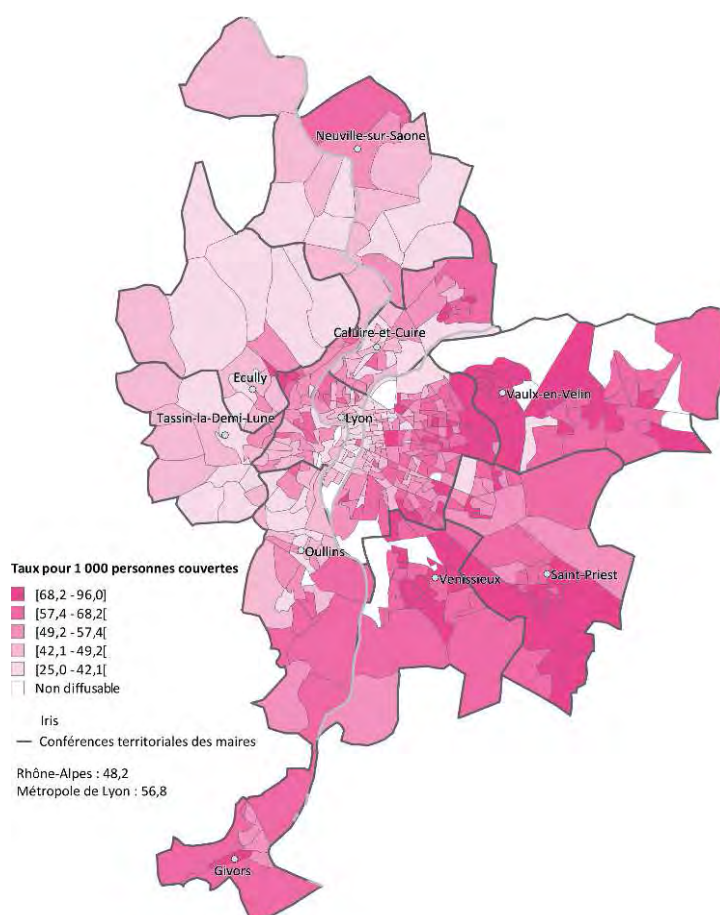 Neuville-sur-Saone
Caluire-et-Cuire
Ecully
Vaulx-en-Velin
Tassin-la-Demi-Lune
Lyon
Oullins
Venissieux
Saint-Priest
Givors
Taux pour 1 000 personnes couvertes
[68,2 - 96,0]
[57,4 - 68,2[
[49,2 - 57,4[
[42,1 - 49,2[
[25,0 - 42,1[
Non diffusable
Iris
Conférences territoriales des maires
Rhône-Alpes : 48,2
Métropole de Lyon : 56,8